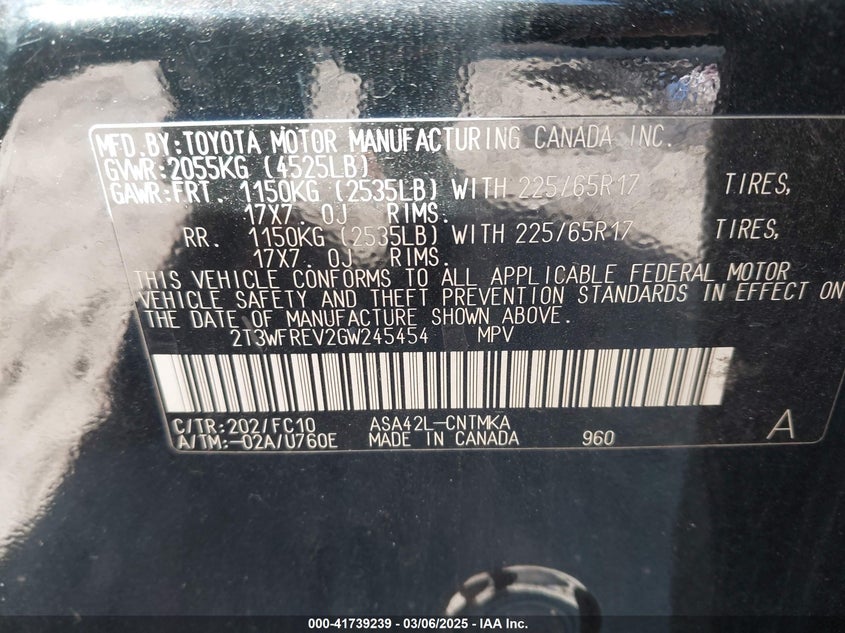 MFD.BY:TOYOTA MOTOR MANUFACTURING CANADA INC.
GVWR:2055KG (4525LB)
GAWR:FRT. 1150KG (2535LB) WITH 225/65R17 TIRES,
17X7. 0J RIMS.
RR. 1150KG (2535LB) WITH 225/65R17 TIRES,
17X7. 0J RIMS.
THIS VEHICLE CONFORMS TO ALL APPLICABLE FEDERAL MOTOR
VEHICLE SAFETY AND THEFT PREVENTION STANDARDS IN EFFECT ON
THE DATE OF MANUFACTURE SHOWN ABOVE.
2T3WFREV2GW245454 MPV
C/TR:202/FC10 ASA42L-CNTMKA
A/TM:-02A/U760E MADE IN CANADA 960 A
000-41739239 - 03/06/2025 - IAA Inc.